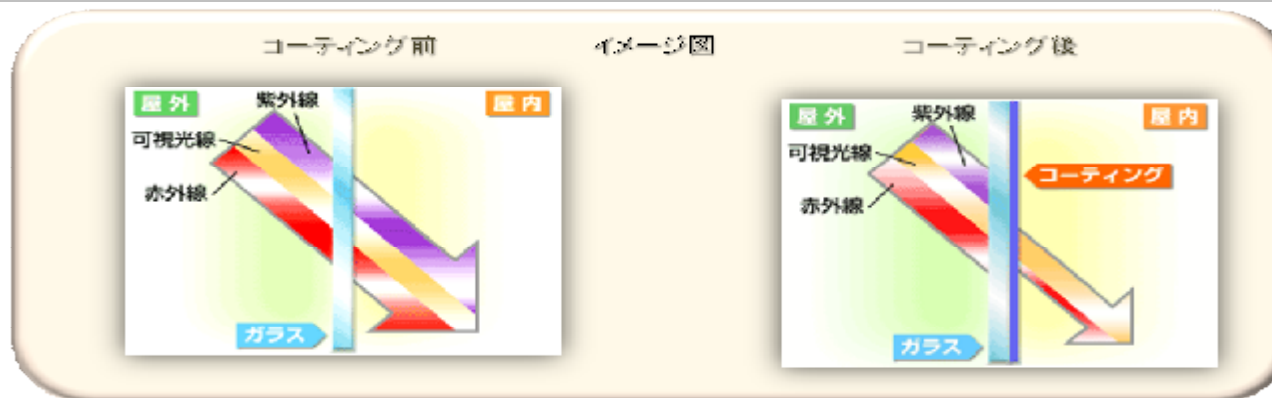 コーティング前
イメージ図
コーティング後
屋外
紫外線
屋内
可視光線
赤外線
ガラス
屋外
紫外線
屋内
可視光線
コーティング
赤外線
ガラス